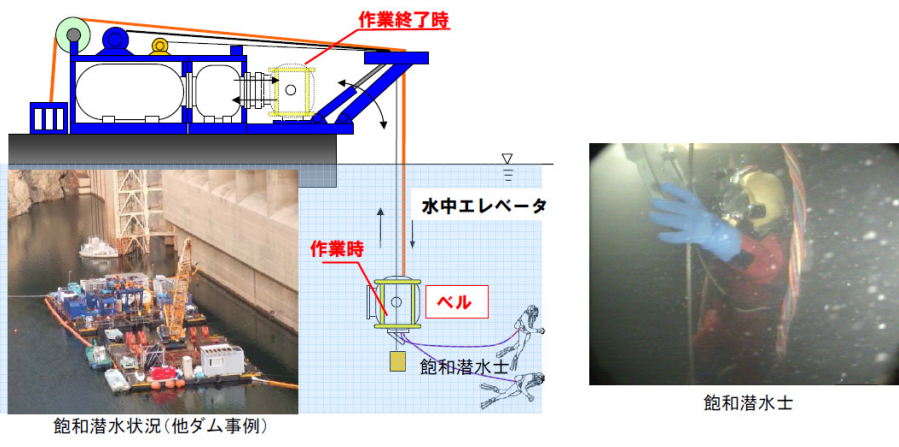 作業終了時
水中エレベータ
作業時
ベル
飽和潜水士
飽和潜水状況(他ダム事例)
飽和潜水士